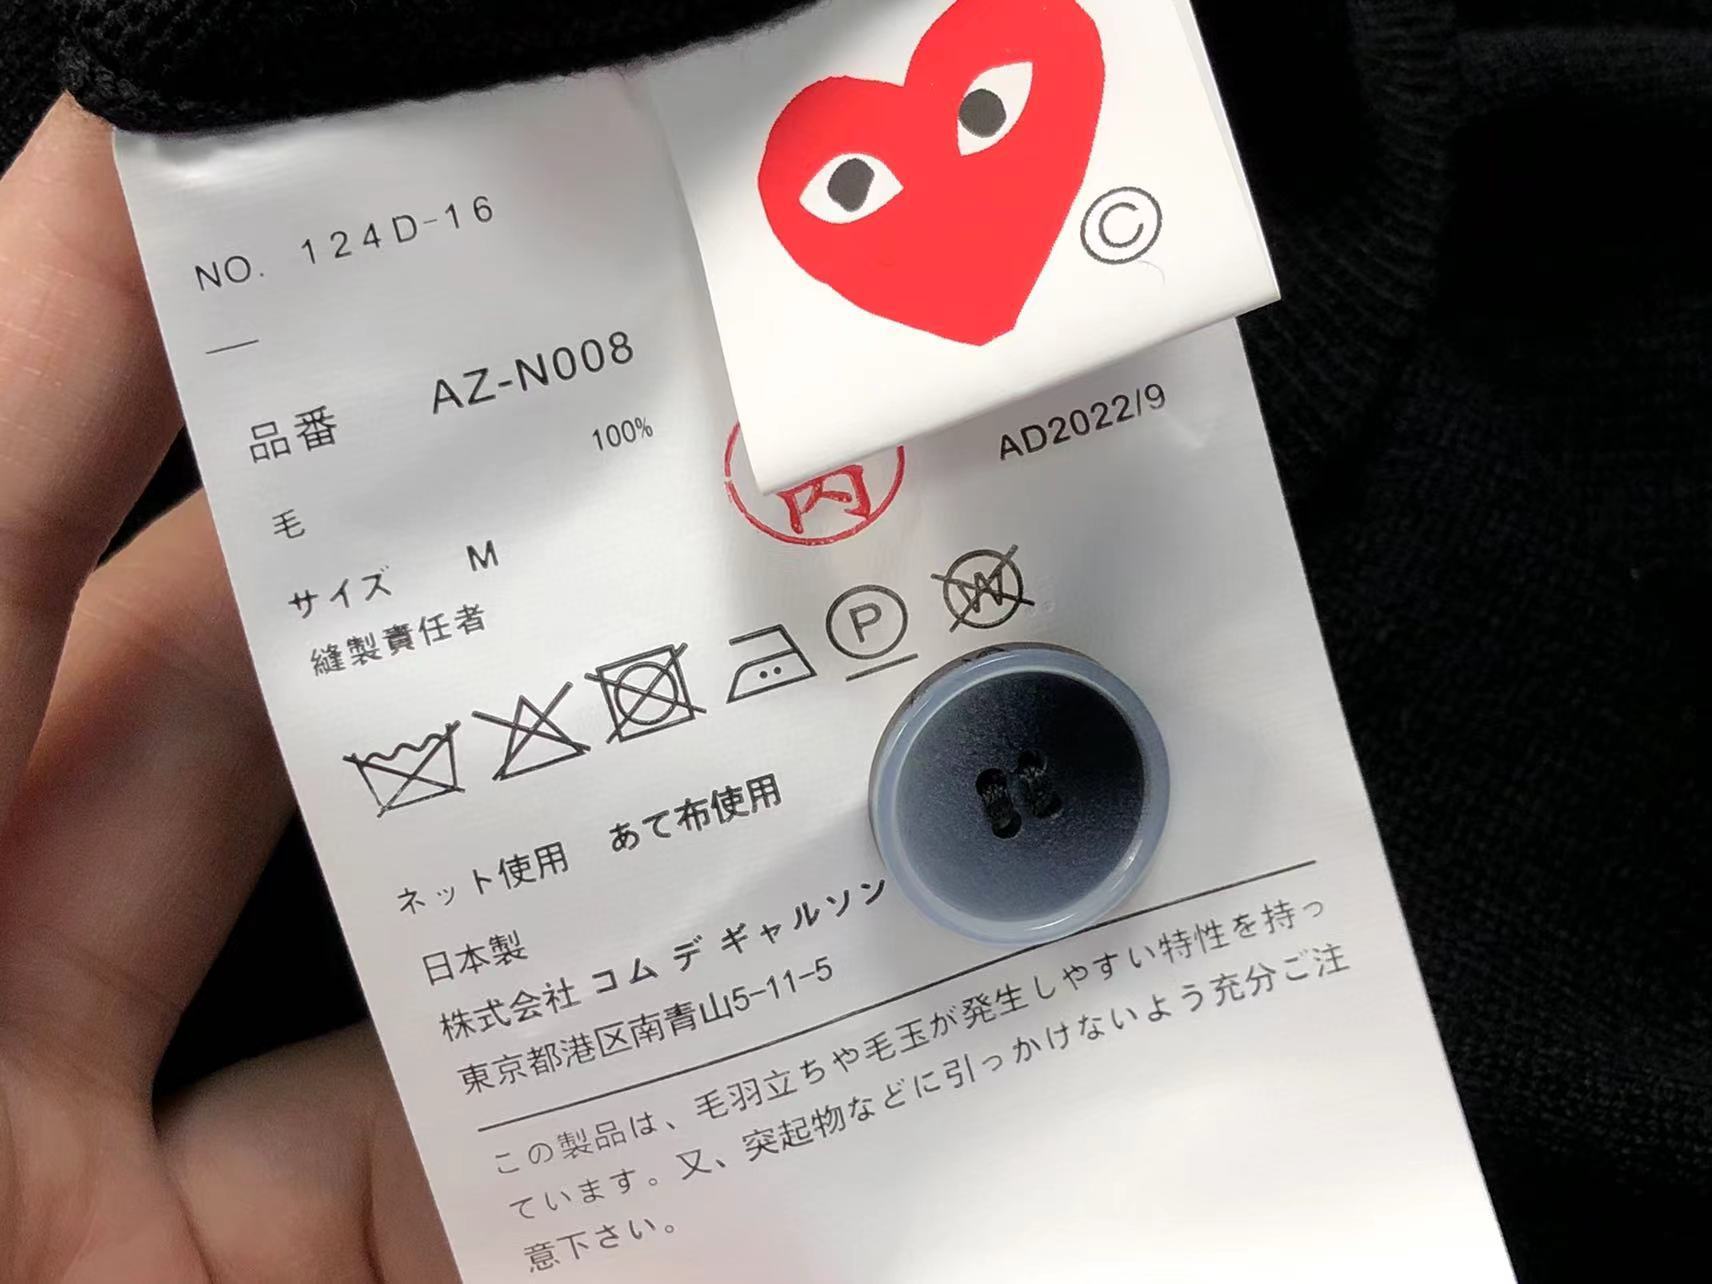 ©
NO. 124D-16
品番 AZ-N008
AD2022/9
毛 100%
内
サイズ M
縫製責任者
P
W
ネット使用 あて布使用
日本製
株式会社 コム デ ギャルソン
東京都港区南青山5-11-5
この製品は、毛羽立ちや毛玉が発生しやすい特性を持っ
ています。又、突起物などに引っかけないよう充分ご注
意下さい。